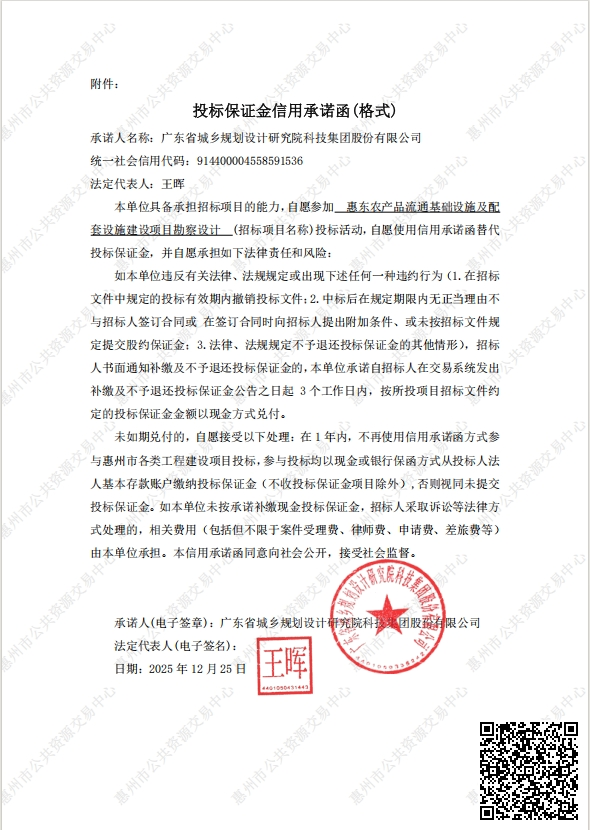 附件：
投标保证金信用承诺函(格式)
承诺人名称：广东省城乡规划设计研究院科技集团股份有限公司
统一社会信用代码：914400004558591536
法定代表人：王晖
本单位具备承担招标项目的能力，自愿参加 惠东农产品流通基础设施及配
套设施建设项目勘察设计 (招标项目名称)投标活动，自愿使用信用承诺函替代
投标保证金，并自愿承担如下法律责任和风险：
如本单位违反有关法律、法规规定或出现下述任何一种违约行为（1.在招标
文件中规定的投标有效期内撤销投标文件；2.中标后在规定期限内无正当理由不
与招标人签订合同或 在签订合同时向招标人提出附加条件、或未按招标文件规
定提交股约保证金；3.法律、法规规定不予退还投标保证金的其他情形），招标
人书面通知补缴及不予退还投标保证金的，本单位承诺自招标人在交易系统发出
补缴及不予退还投标保证金公告之日起 3 个工作日内，按所投项目招标文件约
定的投标保证金金额以现金方式兑付。
未如期兑付的，自愿接受以下处理：在 1 年内，不再使用信用承诺函方式参
与惠州市各类工程建设项目投标，参与投标均以现金或银行保函方式从投标人法
人基本存款账户缴纳投标保证金（不收投标保证金项目除外），否则视同未提交
投标保证金。如本单位未按承诺补缴现金投标保证金，招标人采取诉讼等法律方
式处理的，相关费用（包括但不限于案件受理费、律师费、申请费、差旅费等）
由本单位承担。本信用承诺函同意向社会公开，接受社会监督。
承诺人(电子签章)：广东省城乡规划设计研究院科技集团股份有限公司
法定代表人(电子签名)：
王晖
4401050431443
日期：2025 年 12 月 25 日
广东省城乡规划设计研究院科技集团股份有限公司
惠州市公共资源交易中心